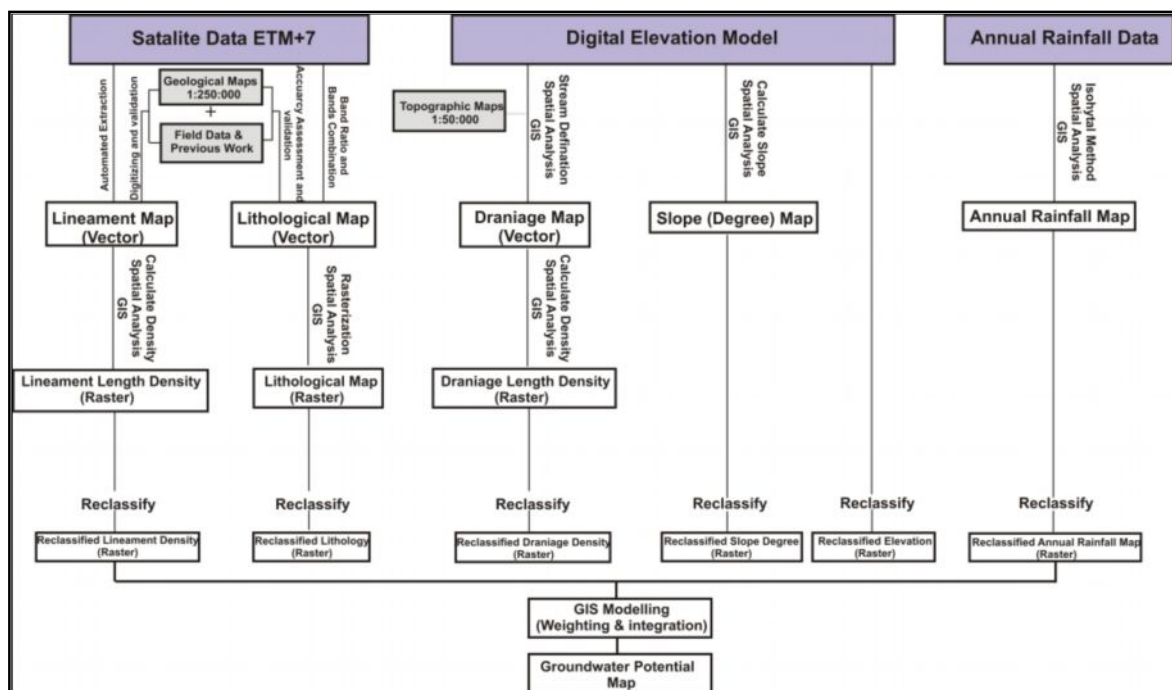 Satalite Data ETM+7
Digital Elevation Model
Annual Rainfall Data
Automated Extraction
Digitizing and validation
Geological Maps
1:250:000
+
Field Data &
Previous Work
Accuarcy Assessment and
validation
Band Ratio and
Bands Combination
Topographic Maps
1:50:000
Stream Defination
Spatial Analysis
GIS
Calculate Slope
Spatial Analysis
GIS
Isohytal Method
Spatial Analysis
GIS
Lineament Map
(Vector)
Lithological Map
(Vector)
Draniage Map
(Vector)
Slope (Degree) Map
Annual Rainfall Map
Calculate Density
Spatial Analysis
GIS
Rasterization
Spatial Analysis
GIS
Calculate Density
Spatial Analysis
GIS
Lineament Length Density
(Raster)
Lithological Map
(Raster)
Draniage Length Density
(Raster)
Reclassify
Reclassify
Reclassify
Reclassify
Reclassify
Reclassify
Reclassified Lineament Density
(Raster)
Reclassified Lithology
(Raster)
Reclassified Draniage Density
(Raster)
Reclassified Slope Degree
(Raster)
Reclassified Elevation
(Raster)
Reclassified Annual Rainfall Map
(Raster)
GIS Modelling
(Weighting & integration)
Groundwater Potential
Map